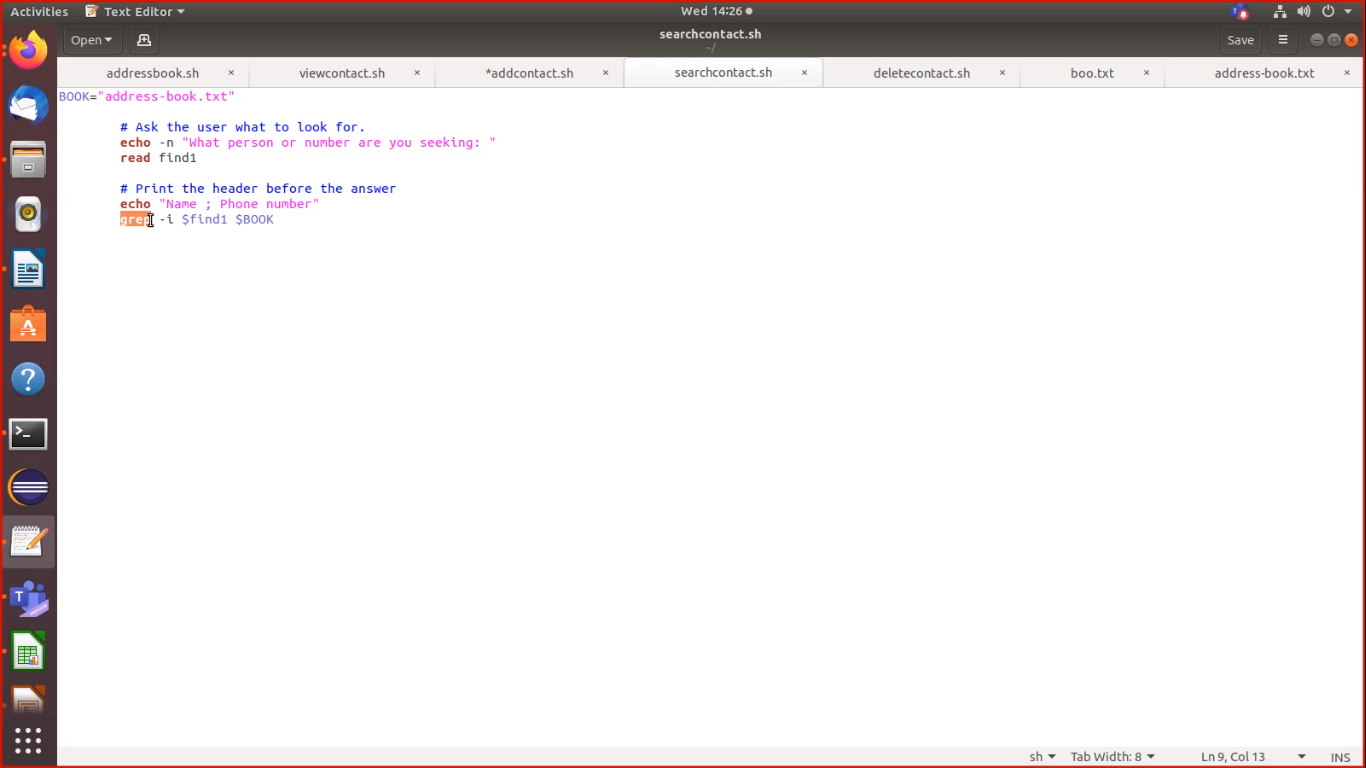 Activities Text Editor Wed 14:26
Open searchcontact.sh Save
~/
addressbook.sh × viewcontact.sh × *addcontact.sh × searchcontact.sh × deletecontact.sh × boo.txt × address-book.txt ×
BOOK="address-book.txt"
# Ask the user what to look for.
echo -n "What person or number are you seeking: "
read find1
# Print the header before the answer
echo "Name ; Phone number"
grep -i $find1 $BOOK
sh Tab Width: 8 Ln 9, Col 13 INS